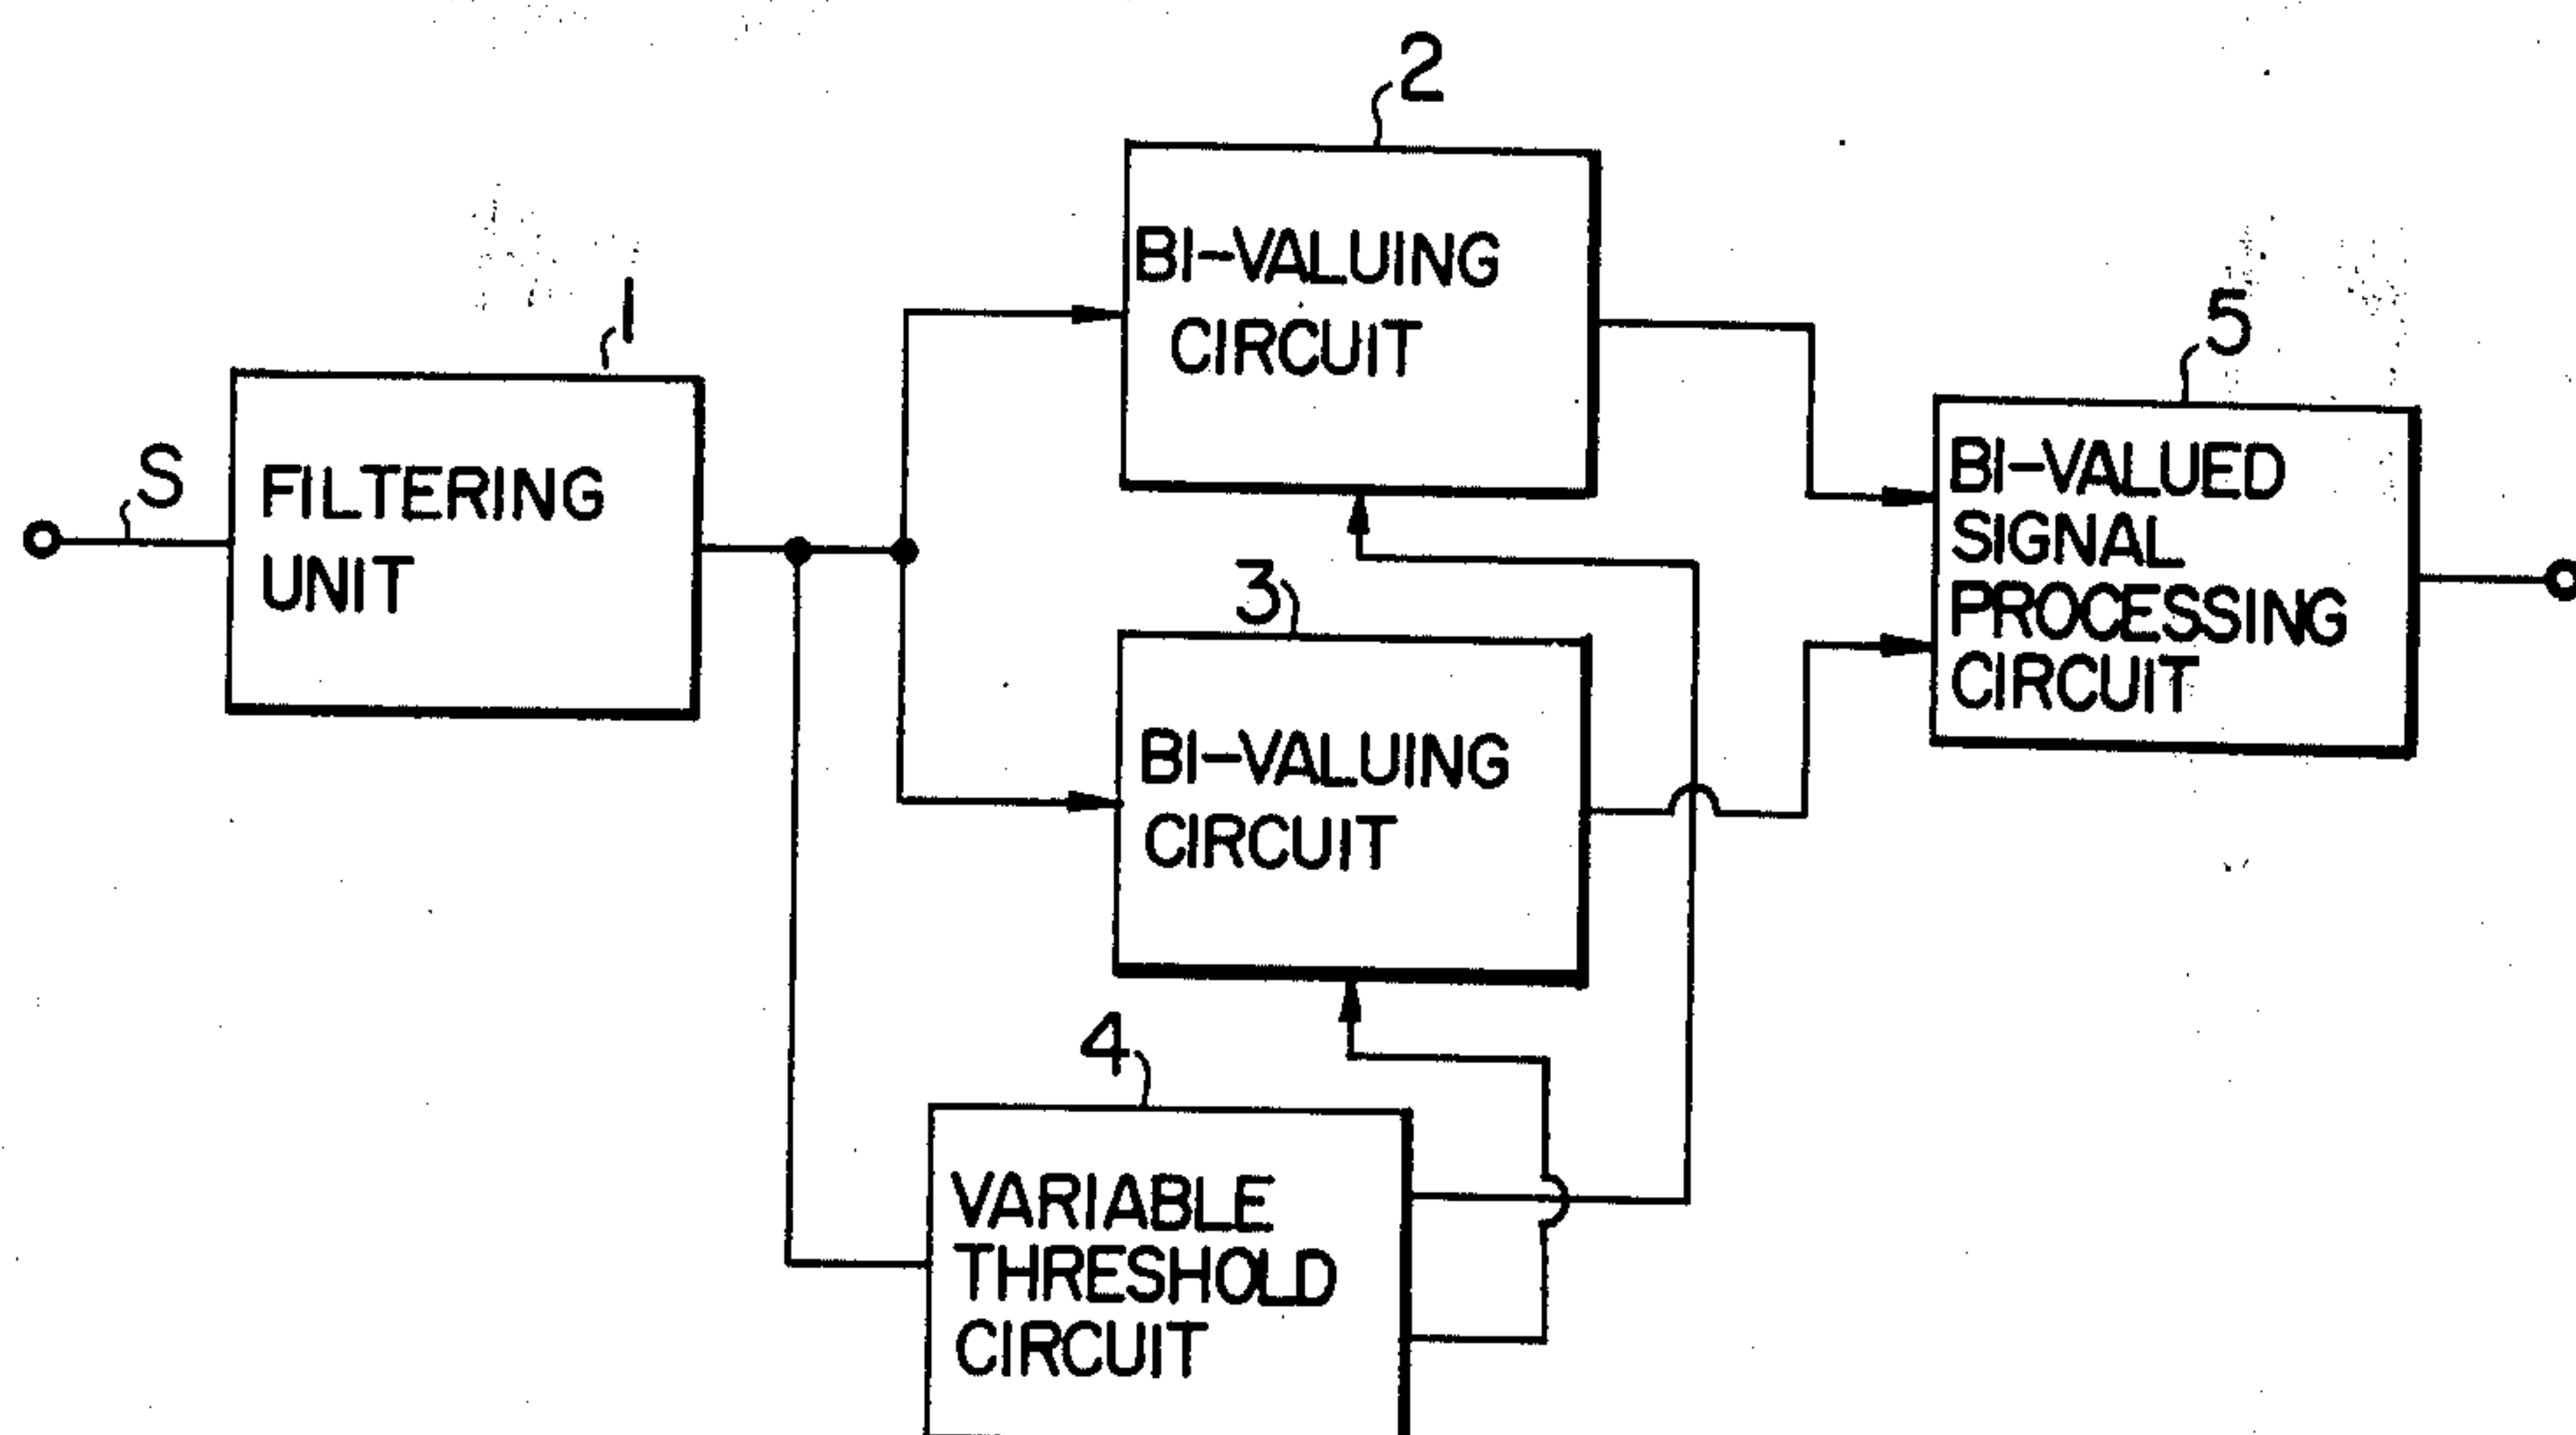 2
BI-VALUING
CIRCUIT
1
S
FILTERING
UNIT
5
BI-VALUED
SIGNAL
PROCESSING
CIRCUIT
3
BI-VALUING
CIRCUIT
4
VARIABLE
THRESHOLD
CIRCUIT